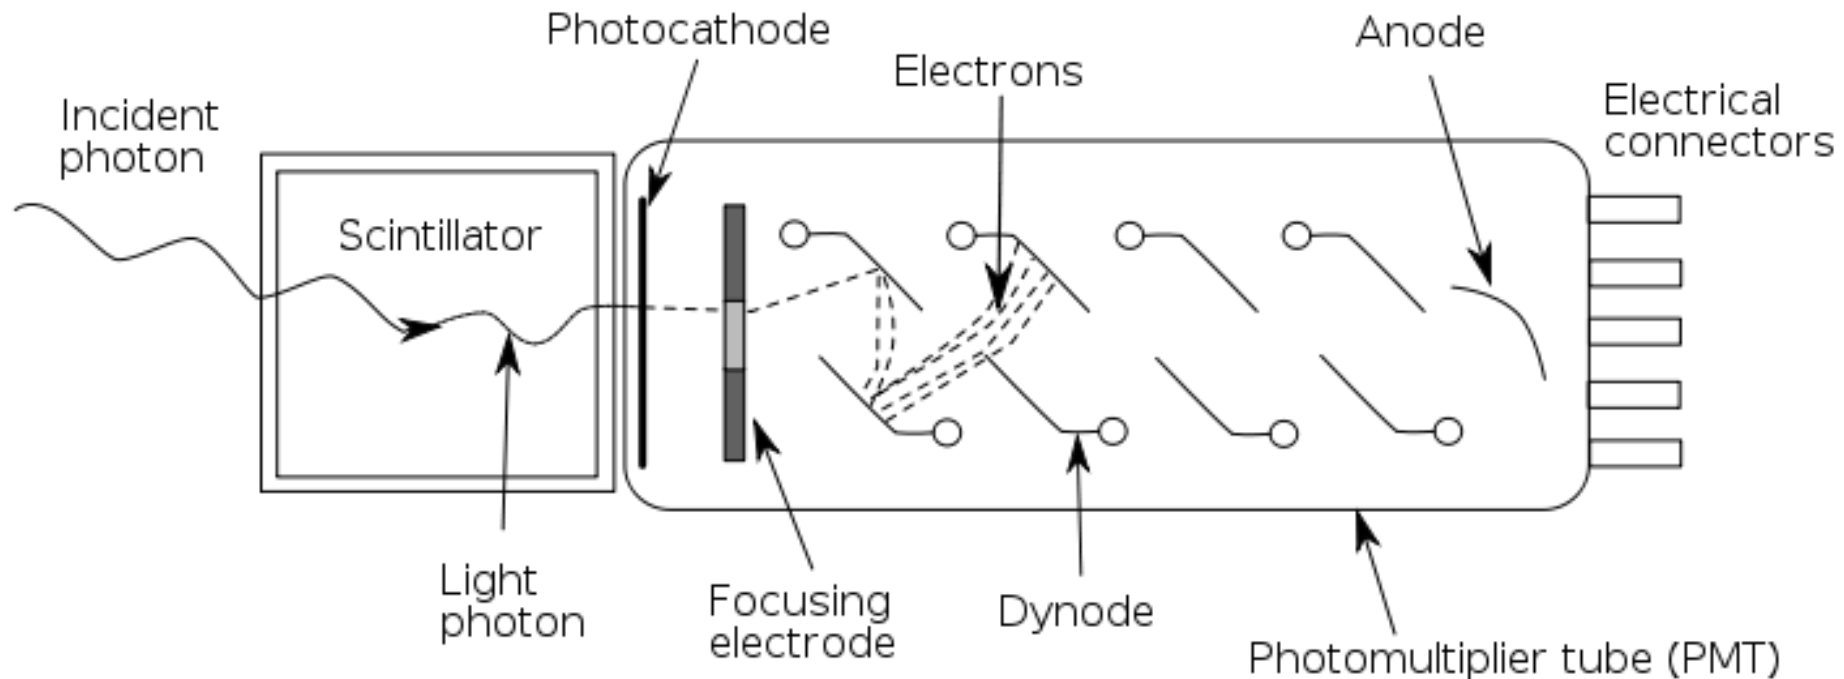 Photocathode
Anode
Electrons
Incident
photon
Electrical
connectors
Scintillator
Light
photon
Focusing
electrode
Dynode
Photomultiplier tube (PMT)